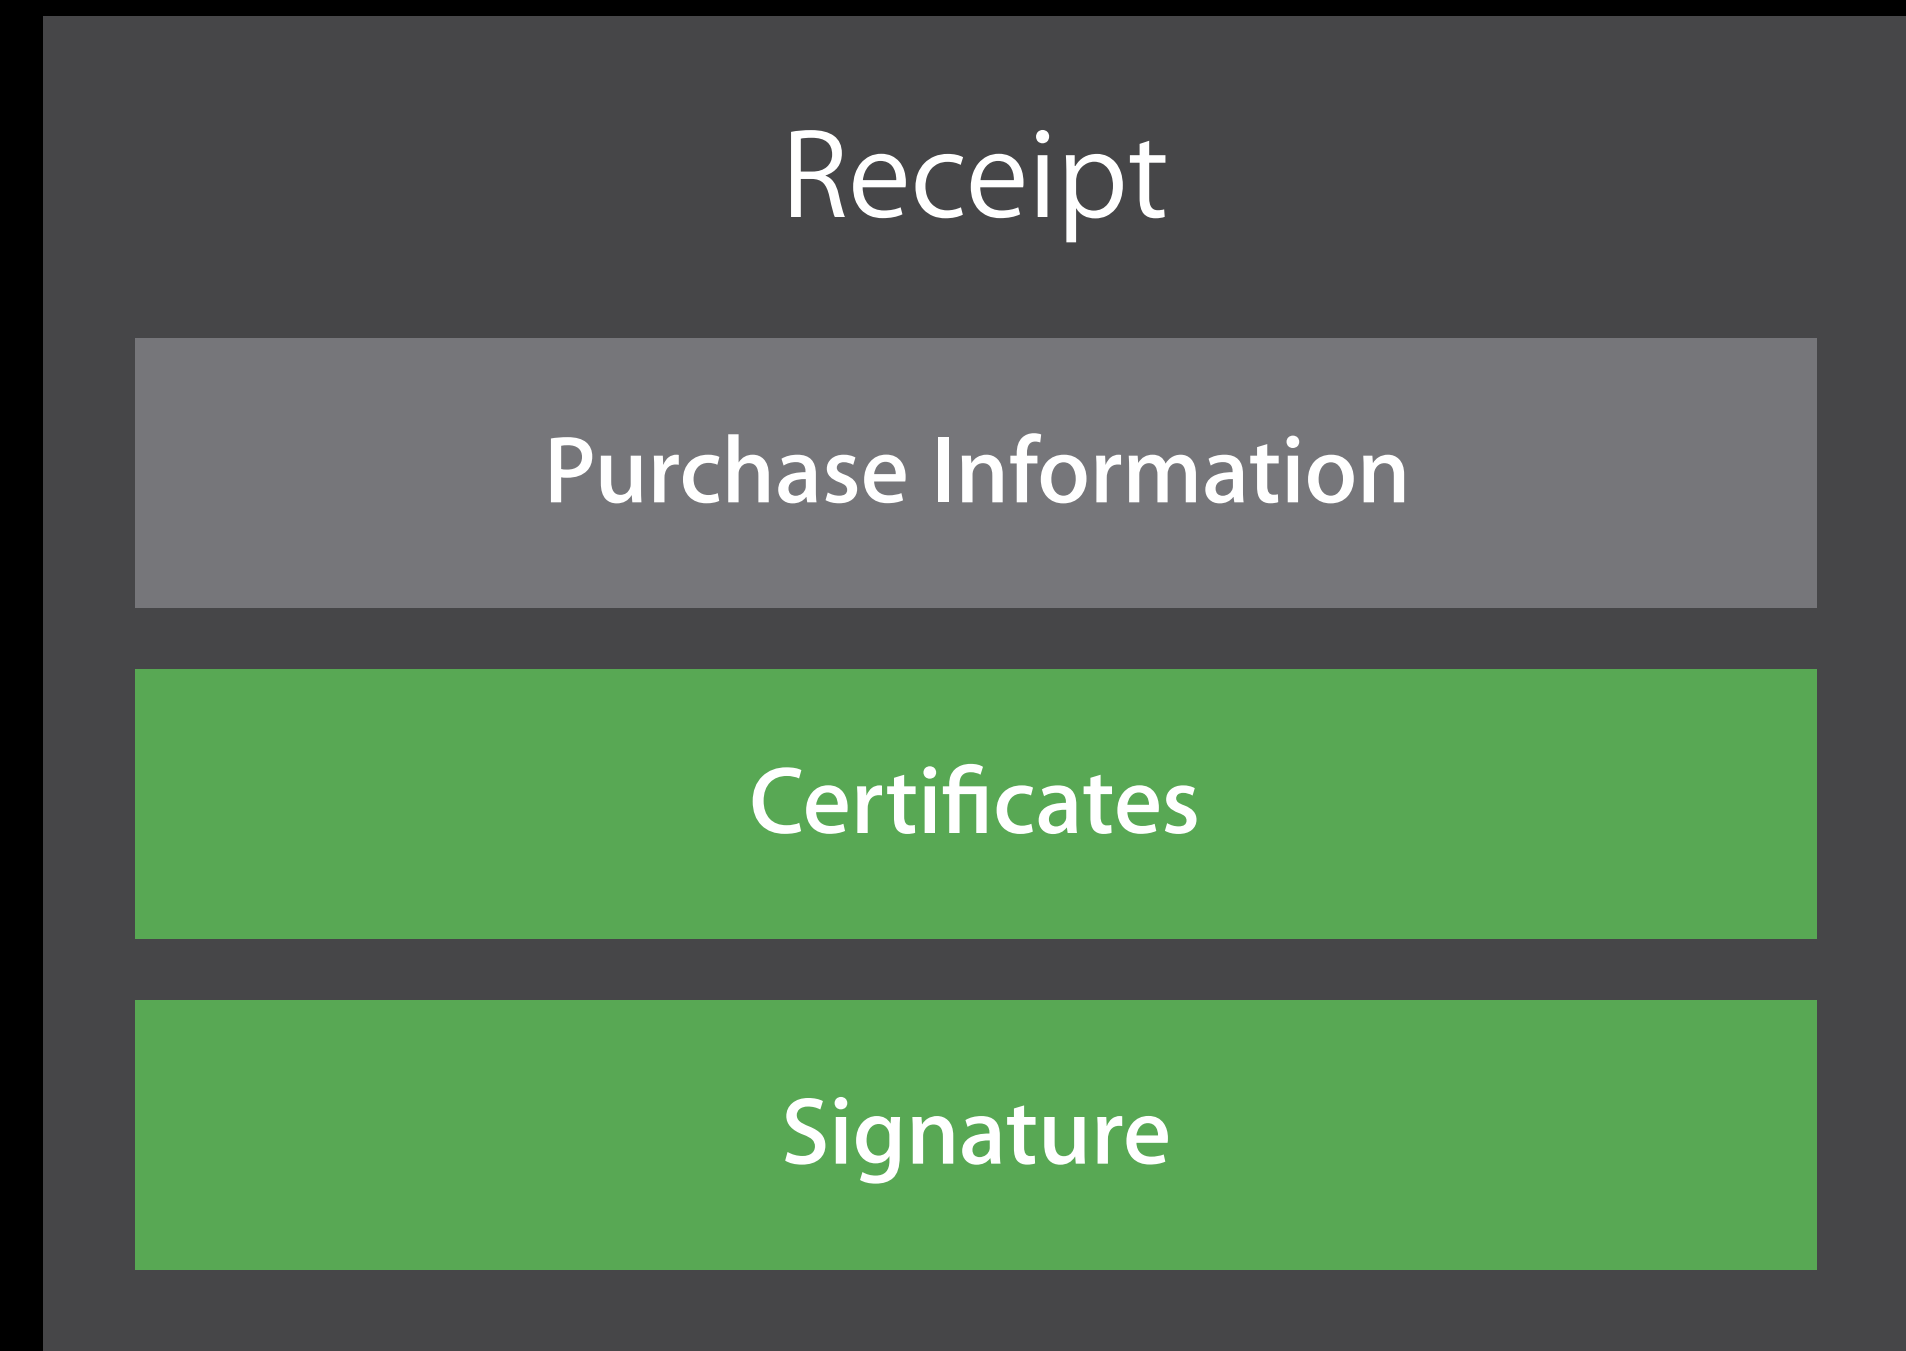 Receipt
Purchase Information
Certificates
Signature